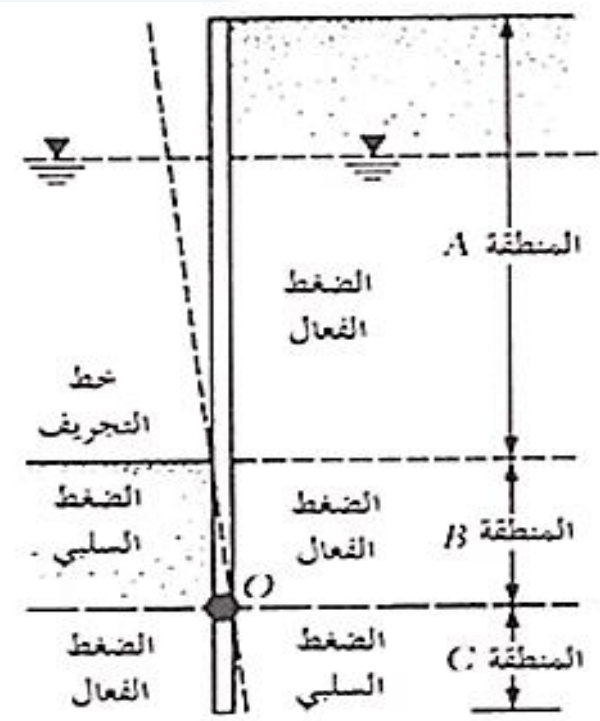 المنطقة A
الضغط
الفعال
خط
التجريف
الضغط
السلبي
الضغط
الفعال
المنطقة B
O
الضغط
الفعال
الضغط
السلبي
المنطقة C